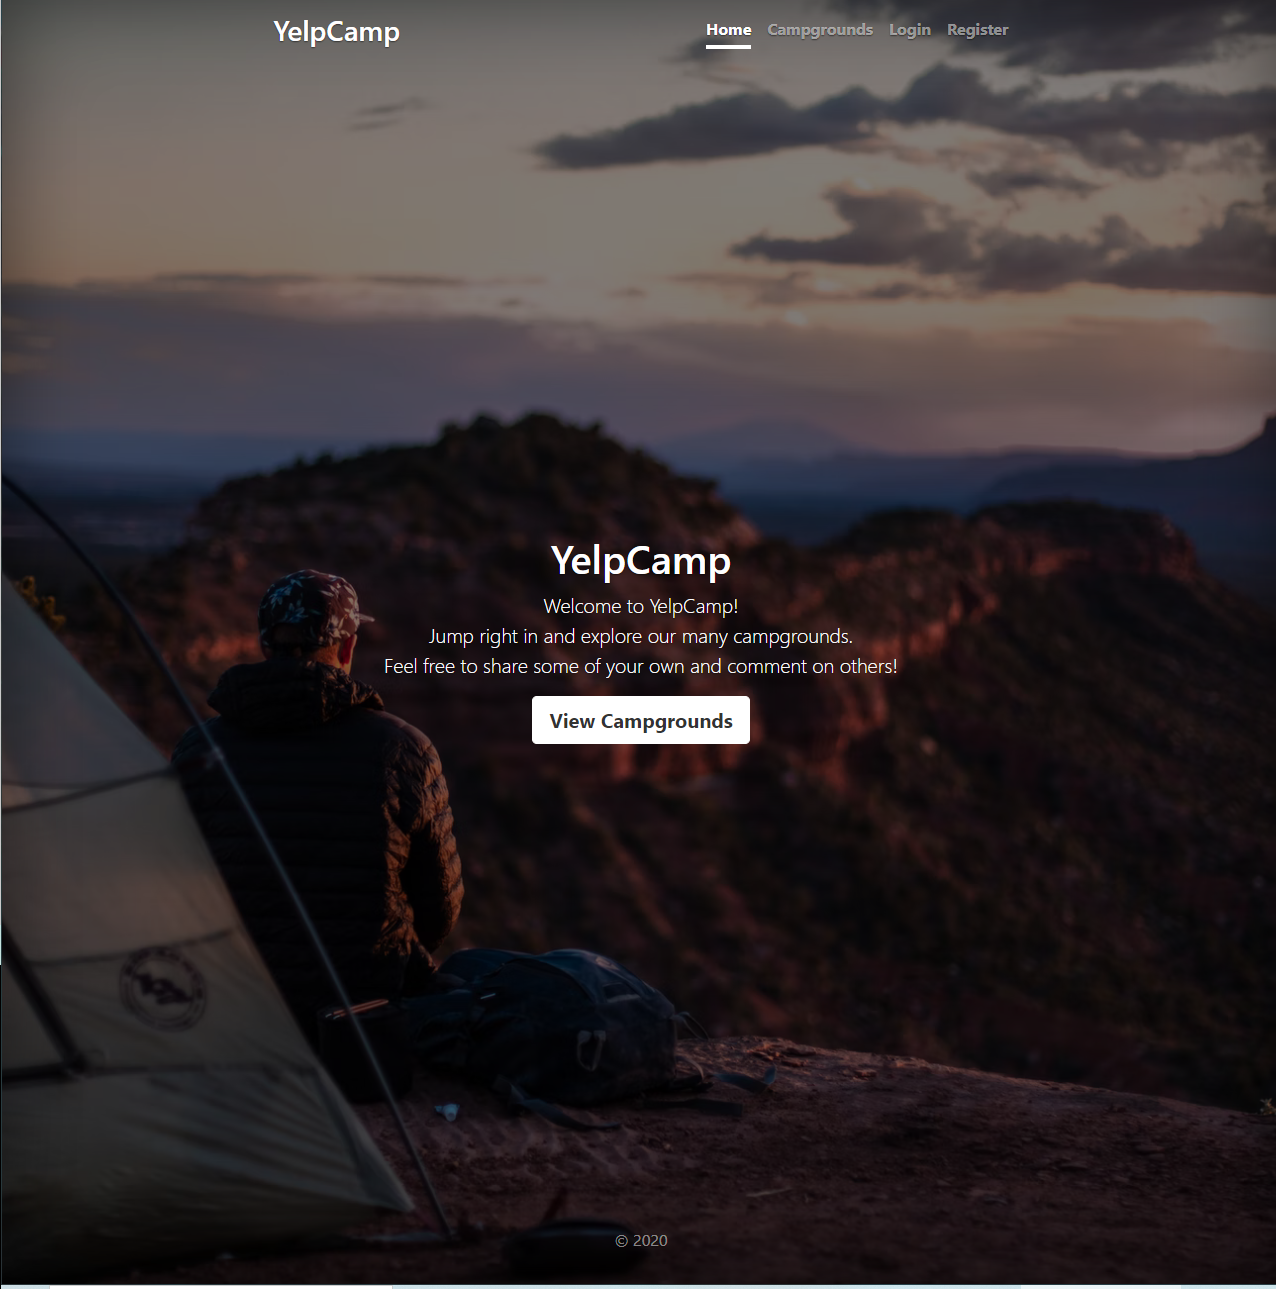 YelpCamp
Home Campgrounds Login Register
YelpCamp
Welcome to YelpCamp!
Jump right in and explore our many campgrounds.
Feel free to share some of your own and comment on others!
View Campgrounds
© 2020